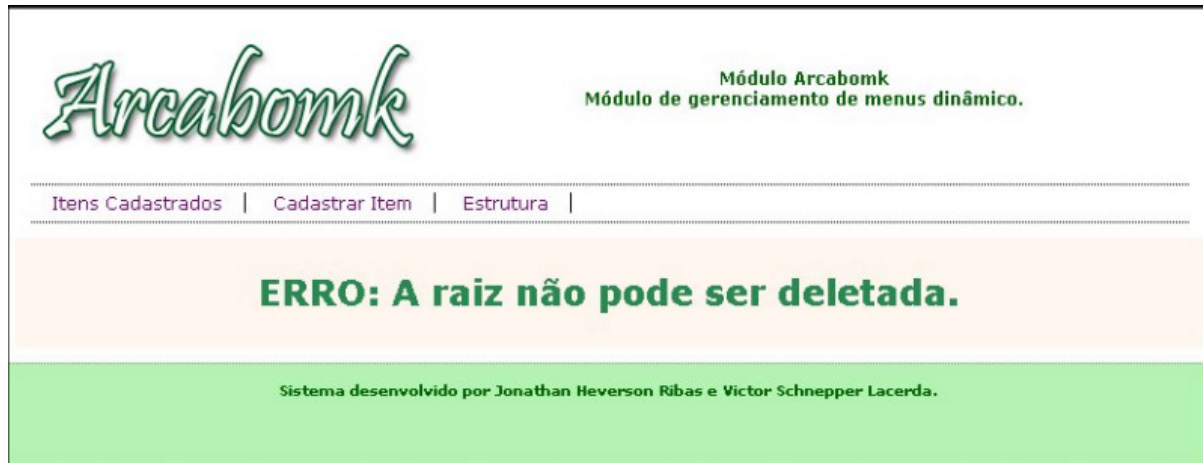 Arcabomk
Módulo Arcabomk
Módulo de gerenciamento de menus dinâmico.
Itens Cadastrados | Cadastrar Item | Estrutura |
ERRO: A raiz não pode ser deletada.
Sistema desenvolvido por Jonathan Heverson Ribas e Victor Schnepper Lacerda.